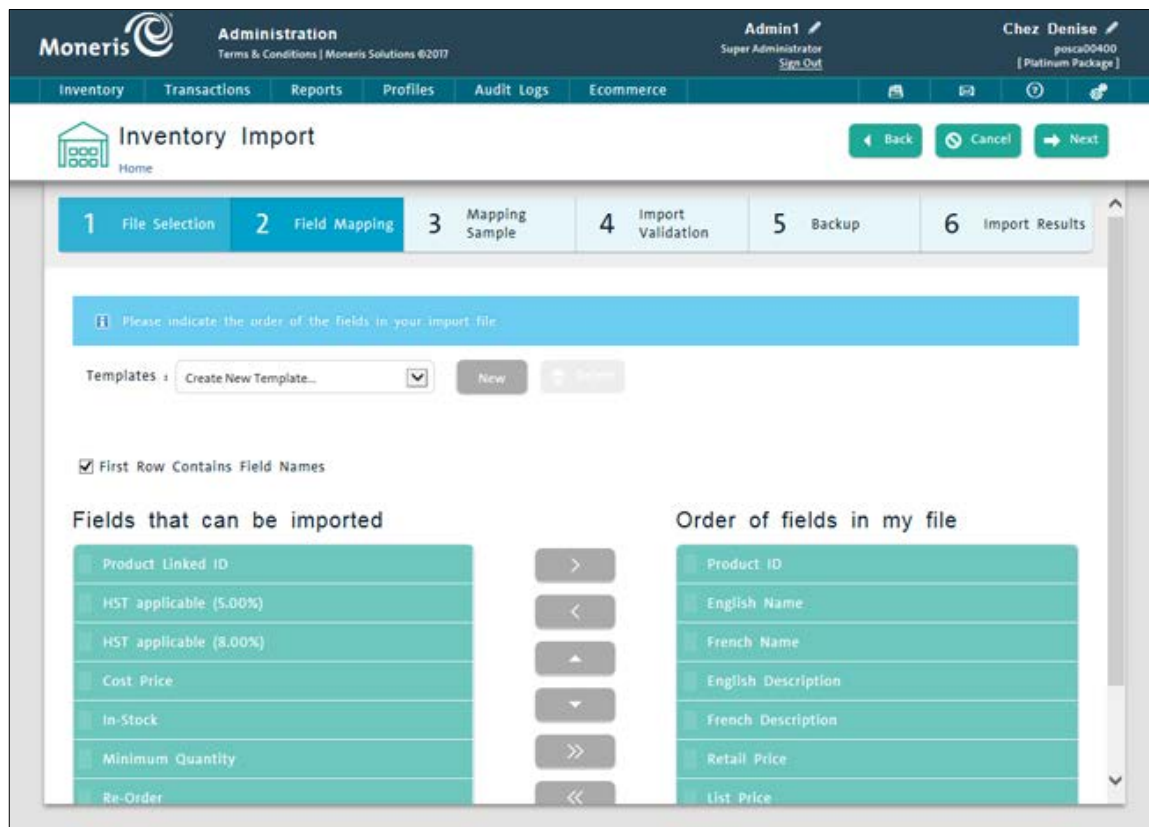 Moneris
Administration
Terms & Conditions | Moneris Solutions ©2017
Admin1
Super Administrator
Sign Out
Chez Denise
posca00400
[ Platinum Package ]
Inventory Transactions Reports Profiles Audit Logs Ecommerce
Inventory Import
Home
Back Cancel Next
1 File Selection 2 Field Mapping 3 Mapping Sample 4 Import Validation 5 Backup 6 Import Results
Please indicate the order of the fields in your import file
Templates : Create New Template... New Delete
First Row Contains Field Names
Fields that can be imported
Product Linked ID
HST applicable (5.00%)
HST applicable (8.00%)
Cost Price
In-Stock
Minimum Quantity
Re-Order
Order of fields in my file
Product ID
English Name
French Name
English Description
French Description
Retail Price
List Price